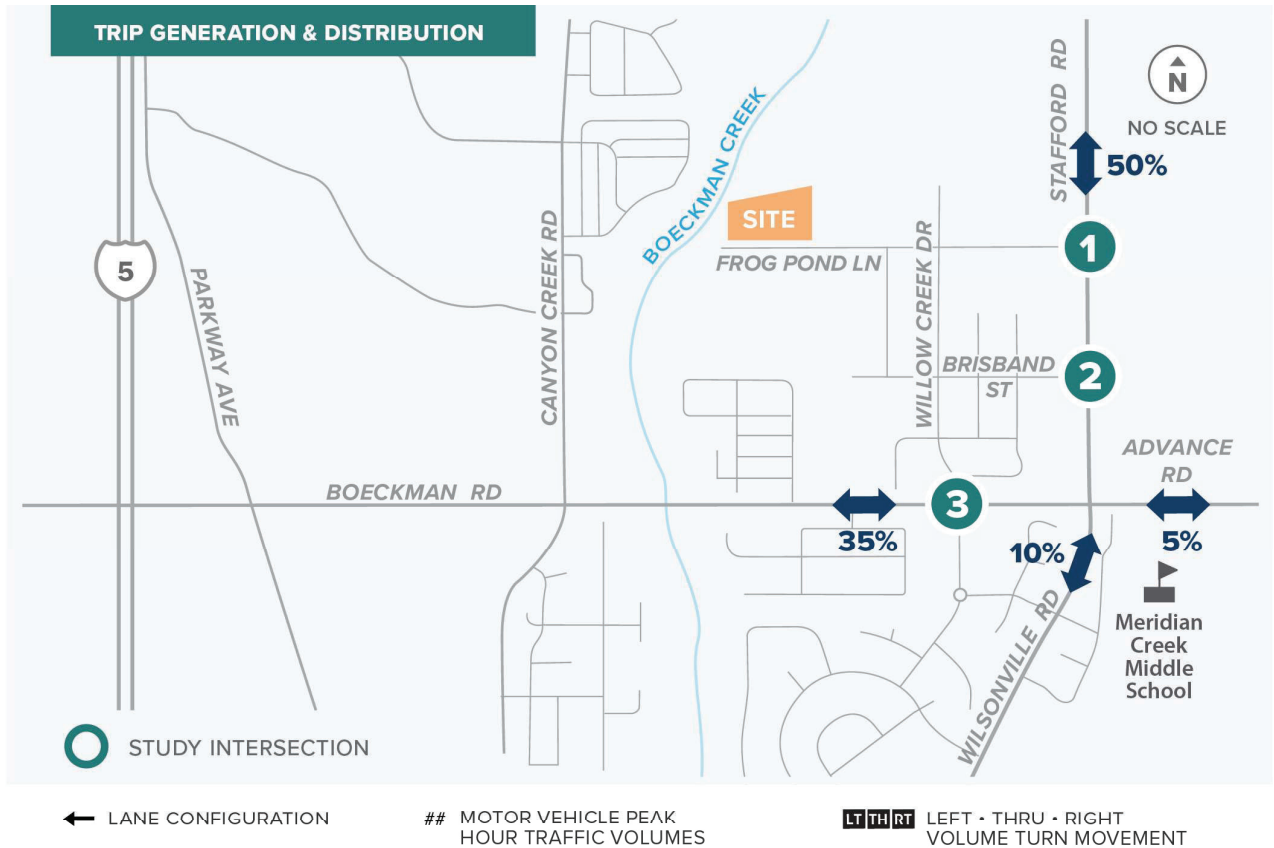 TRIP GENERATION & DISTRIBUTION
STAFFORD RD
N
NO SCALE
50%
BOECKMAN CREEK
SITE
1
FROG POND LN
5
PARKWAY AVE
CANYON CREEK RD
WILLOW CREEK DR
BRISBAND
ST
2
ADVANCE
RD
BOECKMAN RD
3
35%
10%
5%
WILSONVILLE RD
Meridian
Creek
Middle
School
STUDY INTERSECTION
LANE CONFIGURATION
## MOTOR VEHICLE PEAK
HOUR TRAFFIC VOLUMES
LT TH RT LEFT • THRU • RIGHT
VOLUME TURN MOVEMENT